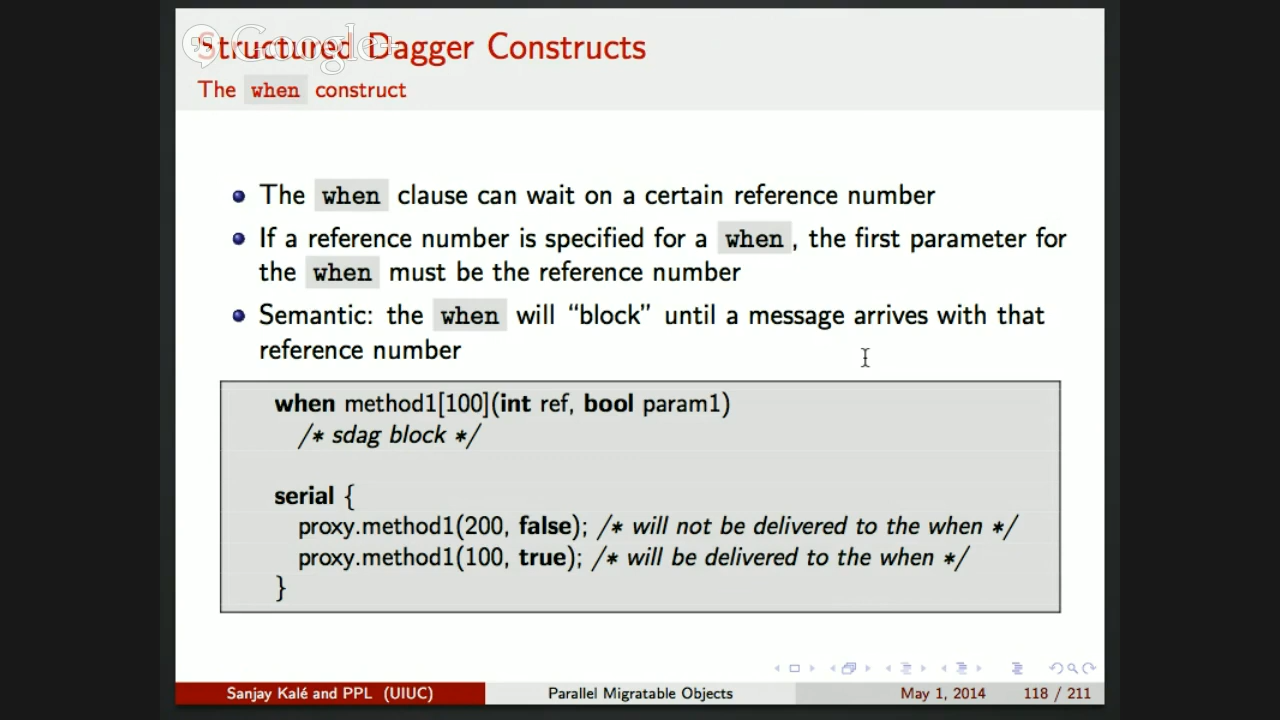 Structured Dagger Constructs
Google+
The when construct
The when clause can wait on a certain reference number
If a reference number is specified for a when , the first parameter for
the when must be the reference number
Semantic: the when will “block” until a message arrives with that
reference number
when method1[100](int ref, bool param1)
/* sdag block */
serial {
proxy.method1(200, false); /* will not be delivered to the when */
proxy.method1(100, true); /* will be delivered to the when */
}
Sanjay Kalé and PPL (UIUC) Parallel Migratable Objects May 1, 2014 118 / 211